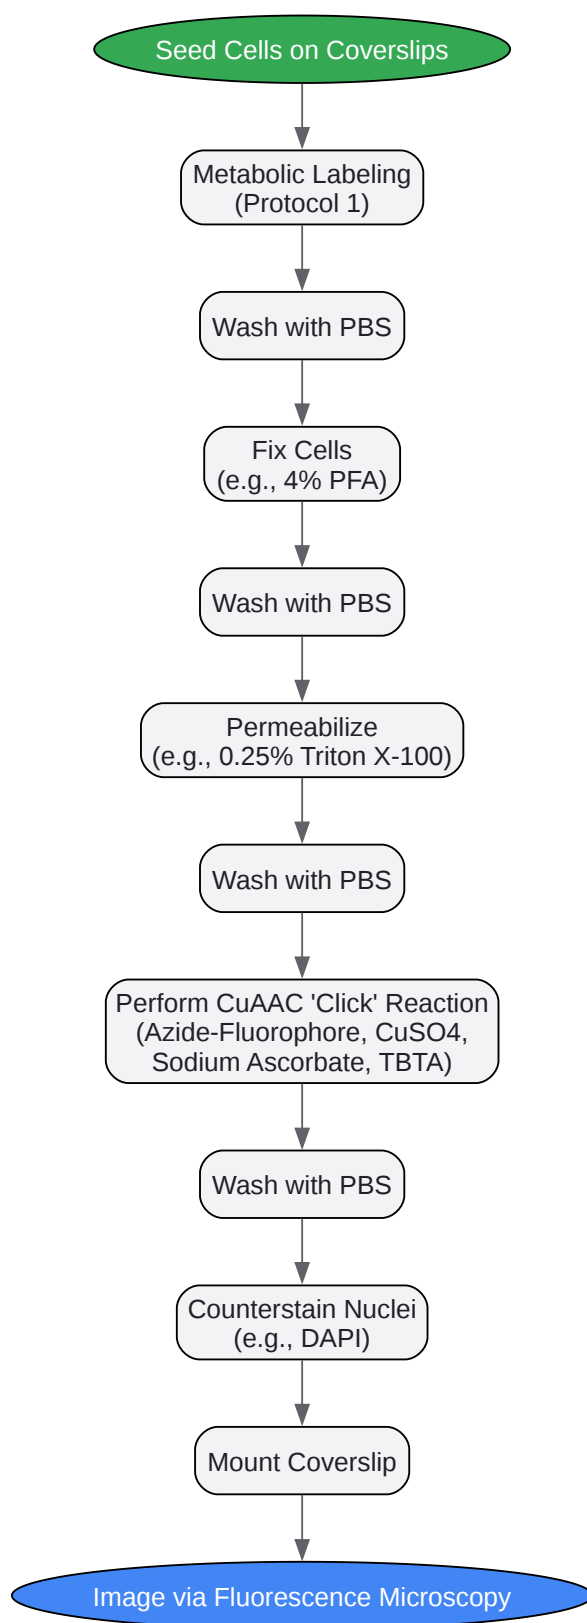 Seed Cells on Coverslips
Metabolic Labeling
(Protocol 1)
Wash with PBS
Fix Cells
(e.g., 4% PFA)
Wash with PBS
Permeabilize
(e.g., 0.25% Triton X-100)
Wash with PBS
Perform CuAAC 'Click' Reaction
(Azide-Fluorophore, CuSO4,
Sodium Ascorbate, TBTA)
Wash with PBS
Counterstain Nuclei
(e.g., DAPI)
Mount Coverslip
Image via Fluorescence Microscopy